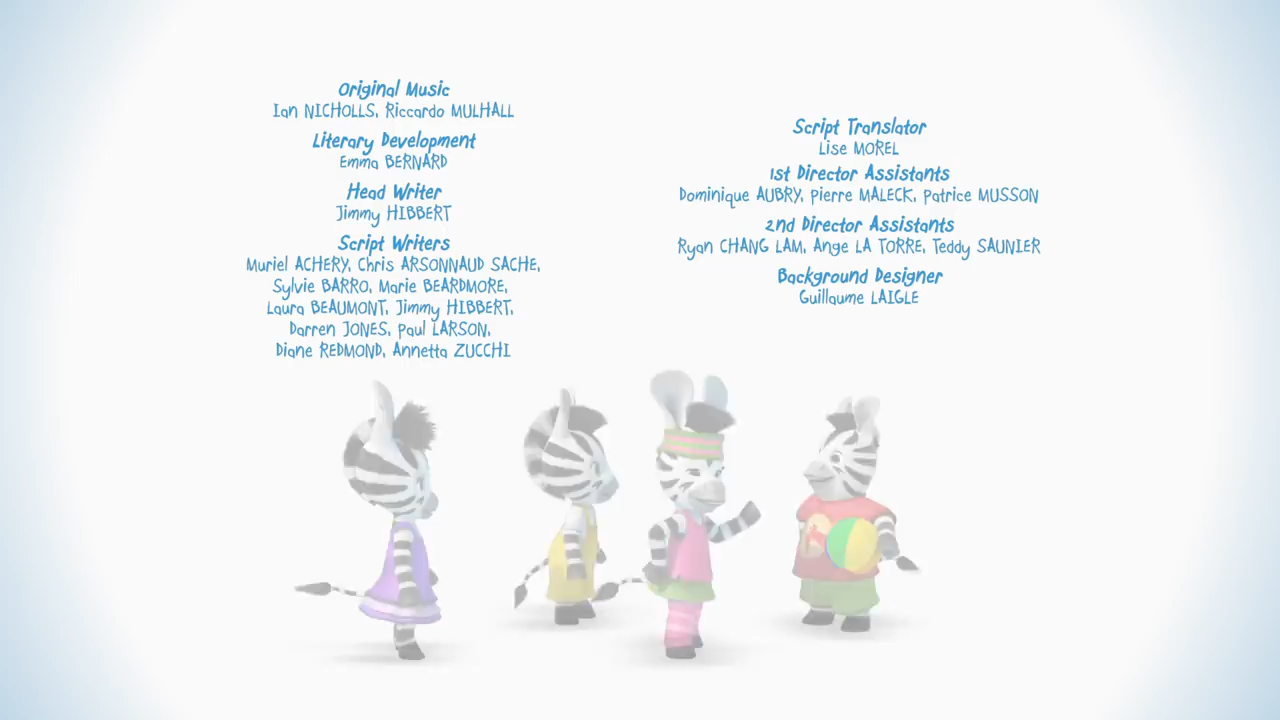 Original Music
Ian NICHOLLS, Riccardo MULHALL
Literary Development
Emma BERNARD
Head Writer
Jimmy HIBBERT
Script Writers
Muriel ACHERY, Chris ARSONNAUD SACHE,
Sylvie BARRO, Marie BEARDMORE,
Laura BEAUMONT, Jimmy HIBBERT,
Darren JONES, Paul LARSON,
Diane REDMOND, Annetta ZUCCHI
Script Translator
Lise MOREL
1st Director Assistants
Dominique AUBRY, Pierre MALECK, Patrice MUSSON
2nd Director Assistants
Ryan CHANG LAM, Ange LA TORRE, Teddy SAUNIER
Background Designer
Guillaume LAIGLE